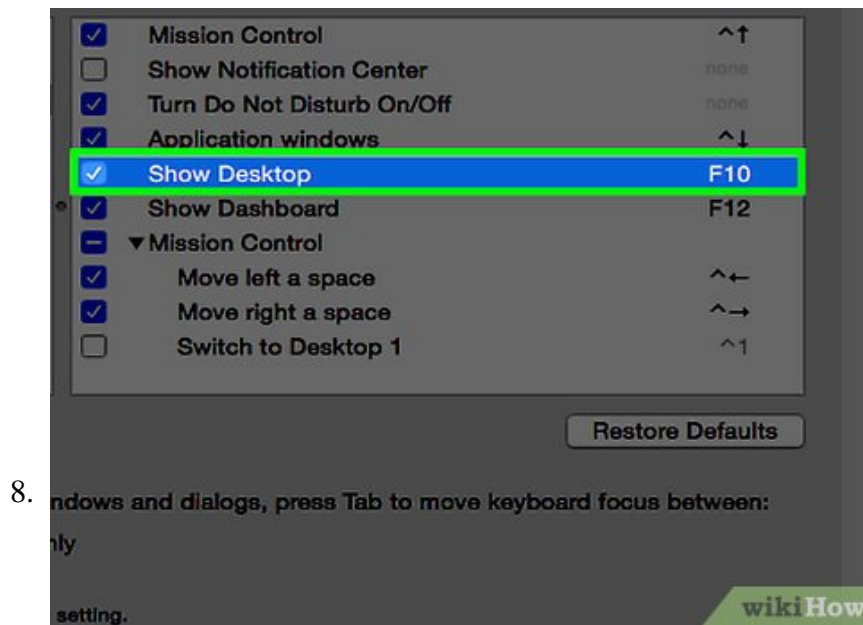 Mission Control ^↑
Show Notification Center none
Turn Do Not Disturb On/Off none
Application windows ^↓
Show Desktop F10
Show Dashboard F12
▼Mission Control
Move left a space ^←
Move right a space ^→
Switch to Desktop 1 ^1
Restore Defaults
8.
ndows and dialogs, press Tab to move keyboard focus between:
nly
setting.
wikiHow